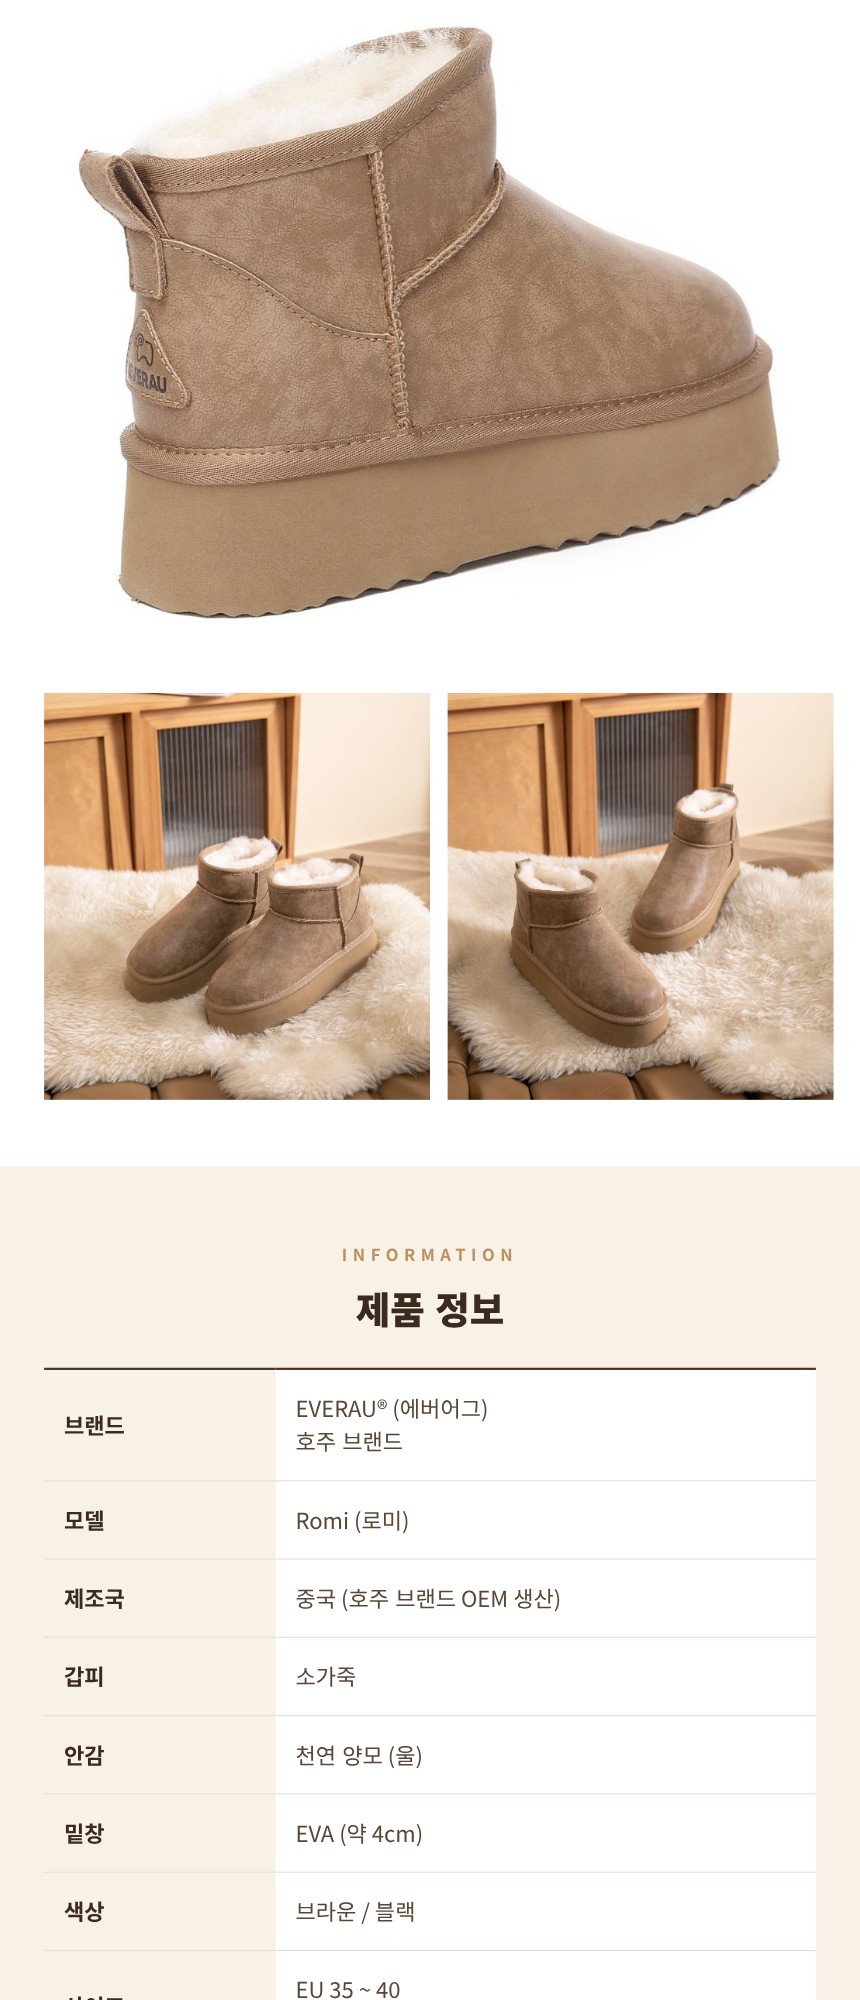 EVERAU
INFORMATION
제품 정보
브랜드
EVERAU® (에버어그)
호주 브랜드
모델
Romi (로미)
제조국
중국 (호주 브랜드 OEM 생산)
갑피
소가죽
안감
천연 양모 (울)
밑창
EVA (약 4cm)
색상
브라운 / 블랙
EU 35 ~ 40